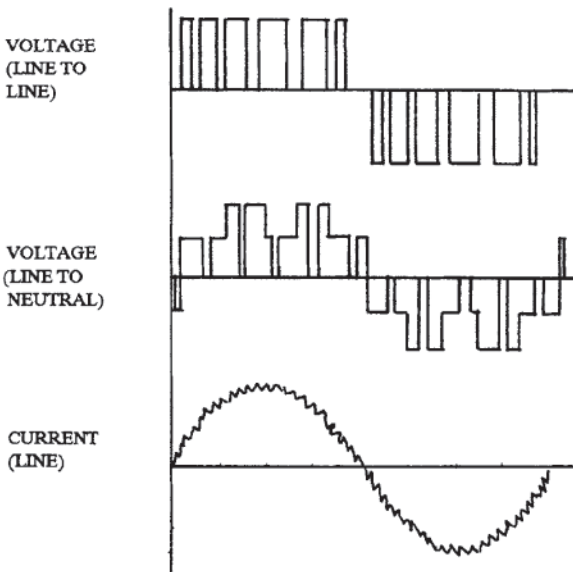 VOLTAGE
(LINE TO
LINE)
VOLTAGE
(LINE TO
NEUTRAL)
CURRENT
(LINE)